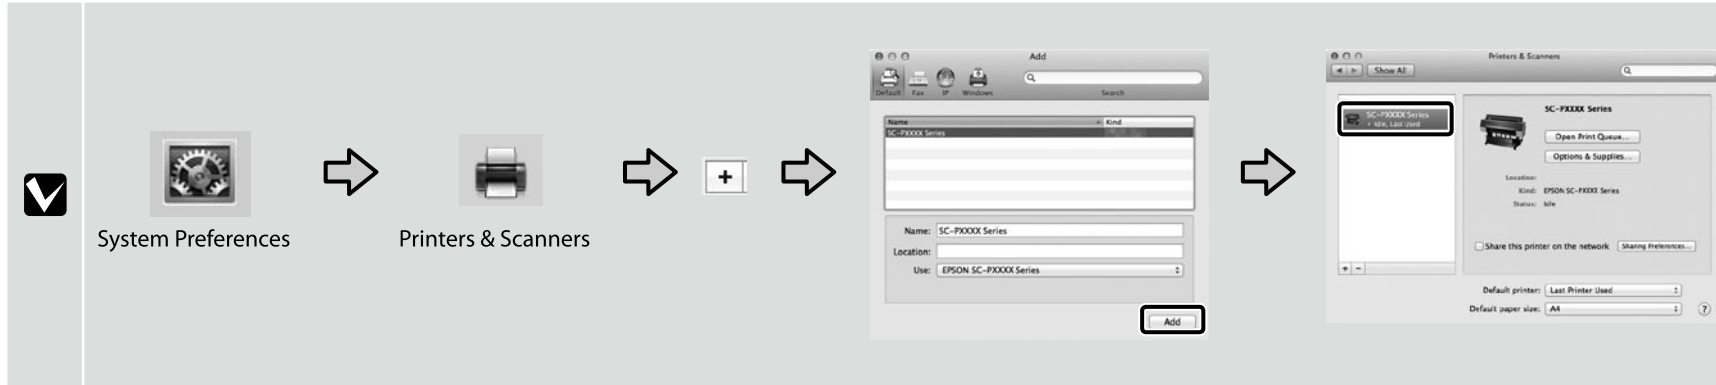 System Preferences
Printers & Scanners
+
Add
Default Fax IP Windows
Search
Name Kind
SC-PXXXX Series
Name: SC-PXXXX Series
Location:
Use: EPSON SC-PXXXX Series
Add
Printers & Scanners
Show All
SC-PXXXX Series
• Idle, Last Used
SC-PXXXX Series
Open Print Queue...
Options & Supplies...
Location:
Kind: EPSON SC-PXXXX Series
Status: Idle
Share this printer on the network Sharing Preferences...
+ −
Default printer: Last Printer Used
Default paper size: A4
?